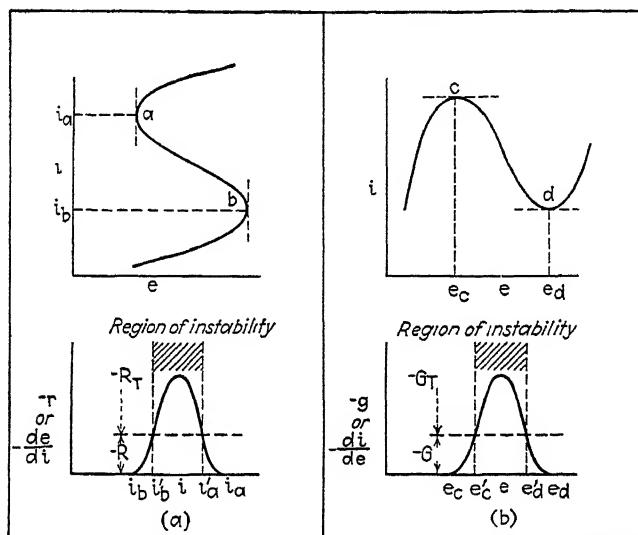 a
i_a
ı
i_b
b
e
c
i
d
e_c e e_d
Region of instability
-R_T
-r
or
-de/di
-R
i_b i'_b i i'_a i_a
(a)
Region of instability
-G_T
-g
or
-di/de
-G
e_c e'_c e e'_d e_d
(b)